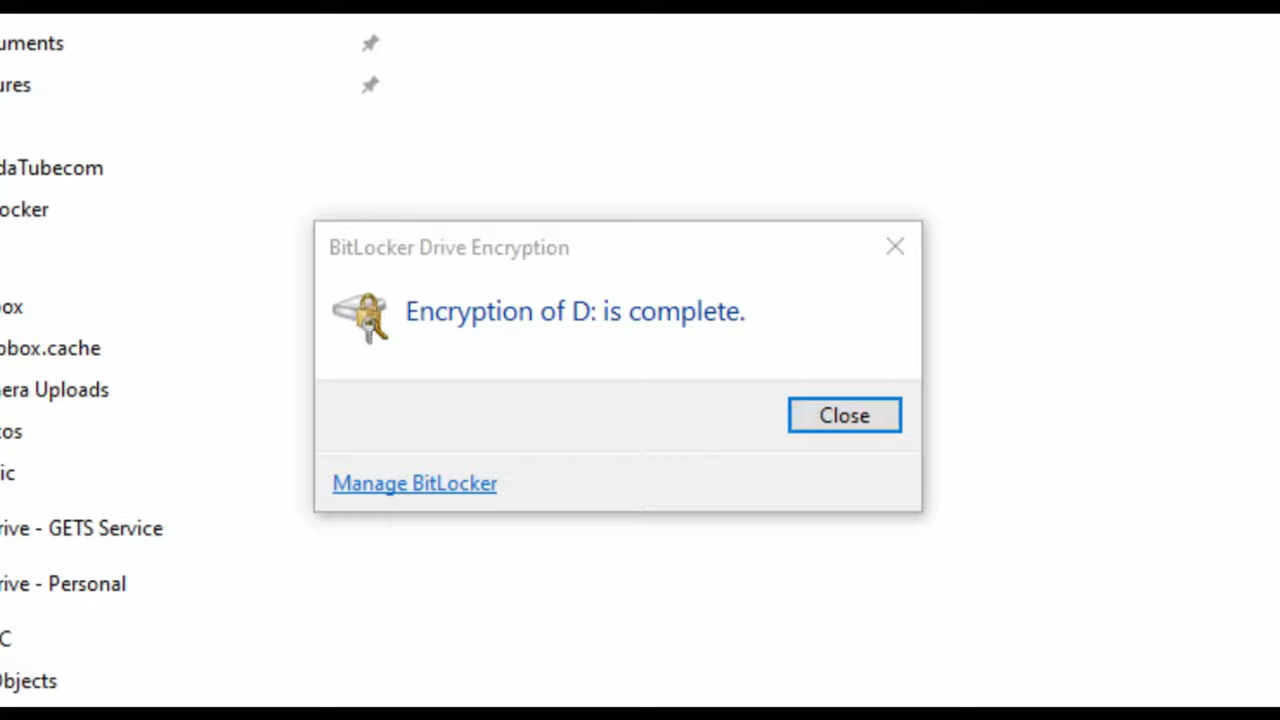 uments
ures
daTubecom
ocker
ox
obox.cache
era Uploads
os
ic
rive - GETS Service
rive - Personal
C
Objects
BitLocker Drive Encryption
Encryption of D: is complete.
Close
Manage BitLocker